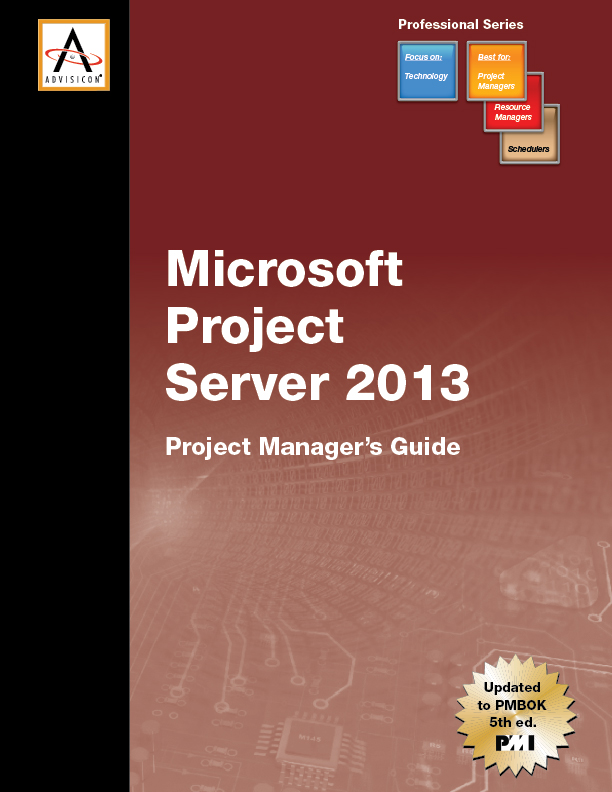 ADVISICON
Professional Series
Focus on:
Technology
Best for:
Project
Managers
Resource
Managers
Schedulers
Microsoft
Project
Server 2013
Project Manager's Guide
Updated
to PMBOK
5th ed.
PMI